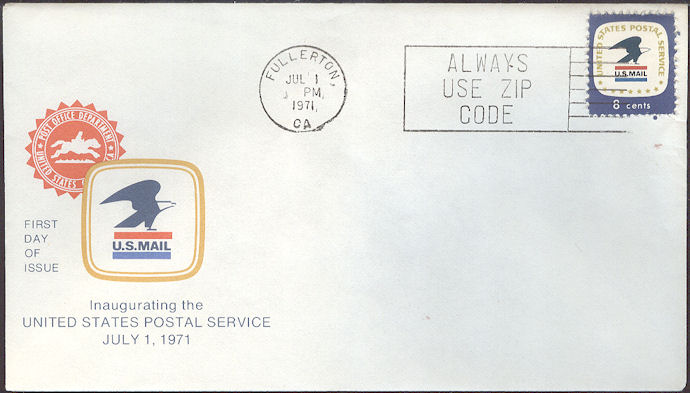 FULLERTON,
JUL 1
PM
1971
CA
ALWAYS
USE ZIP
CODE
UNITED STATES POSTAL SERVICE
U.S. MAIL
8 cents
POST OFFICE DEPARTMENT
UNITED STATES
U.S. MAIL
FIRST
DAY
OF
ISSUE
Inaugurating the
UNITED STATES POSTAL SERVICE
JULY 1, 1971